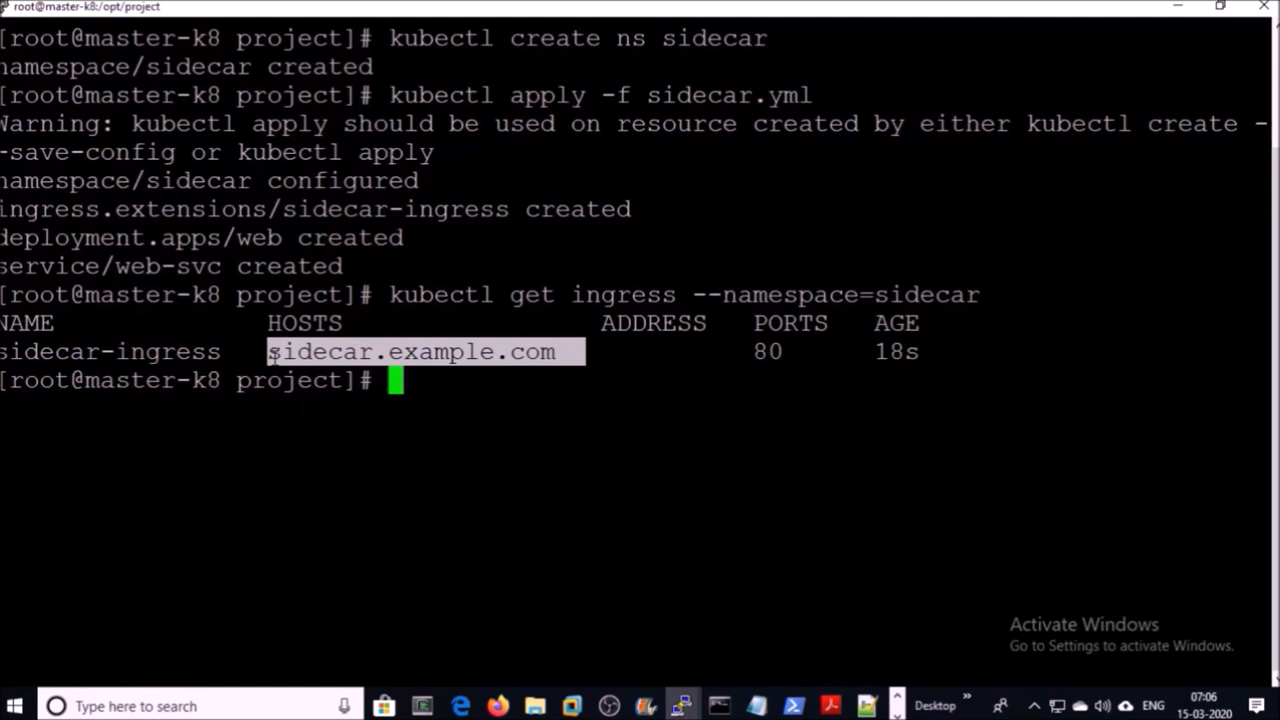 root@master-k8:/opt/project
[root@master-k8 project]# kubectl create ns sidecar
namespace/sidecar created
[root@master-k8 project]# kubectl apply -f sidecar.yml
Warning: kubectl apply should be used on resource created by either kubectl create -
-save-config or kubectl apply
namespace/sidecar configured
ingress.extensions/sidecar-ingress created
deployment.apps/web created
service/web-svc created
[root@master-k8 project]# kubectl get ingress --namespace=sidecar
NAME HOSTS ADDRESS PORTS AGE
sidecar-ingress sidecar.example.com 80 18s
[root@master-k8 project]#
Activate Windows
Go to Settings to activate Windows.
Type here to search
Desktop
ENG
07:06
15-03-2020